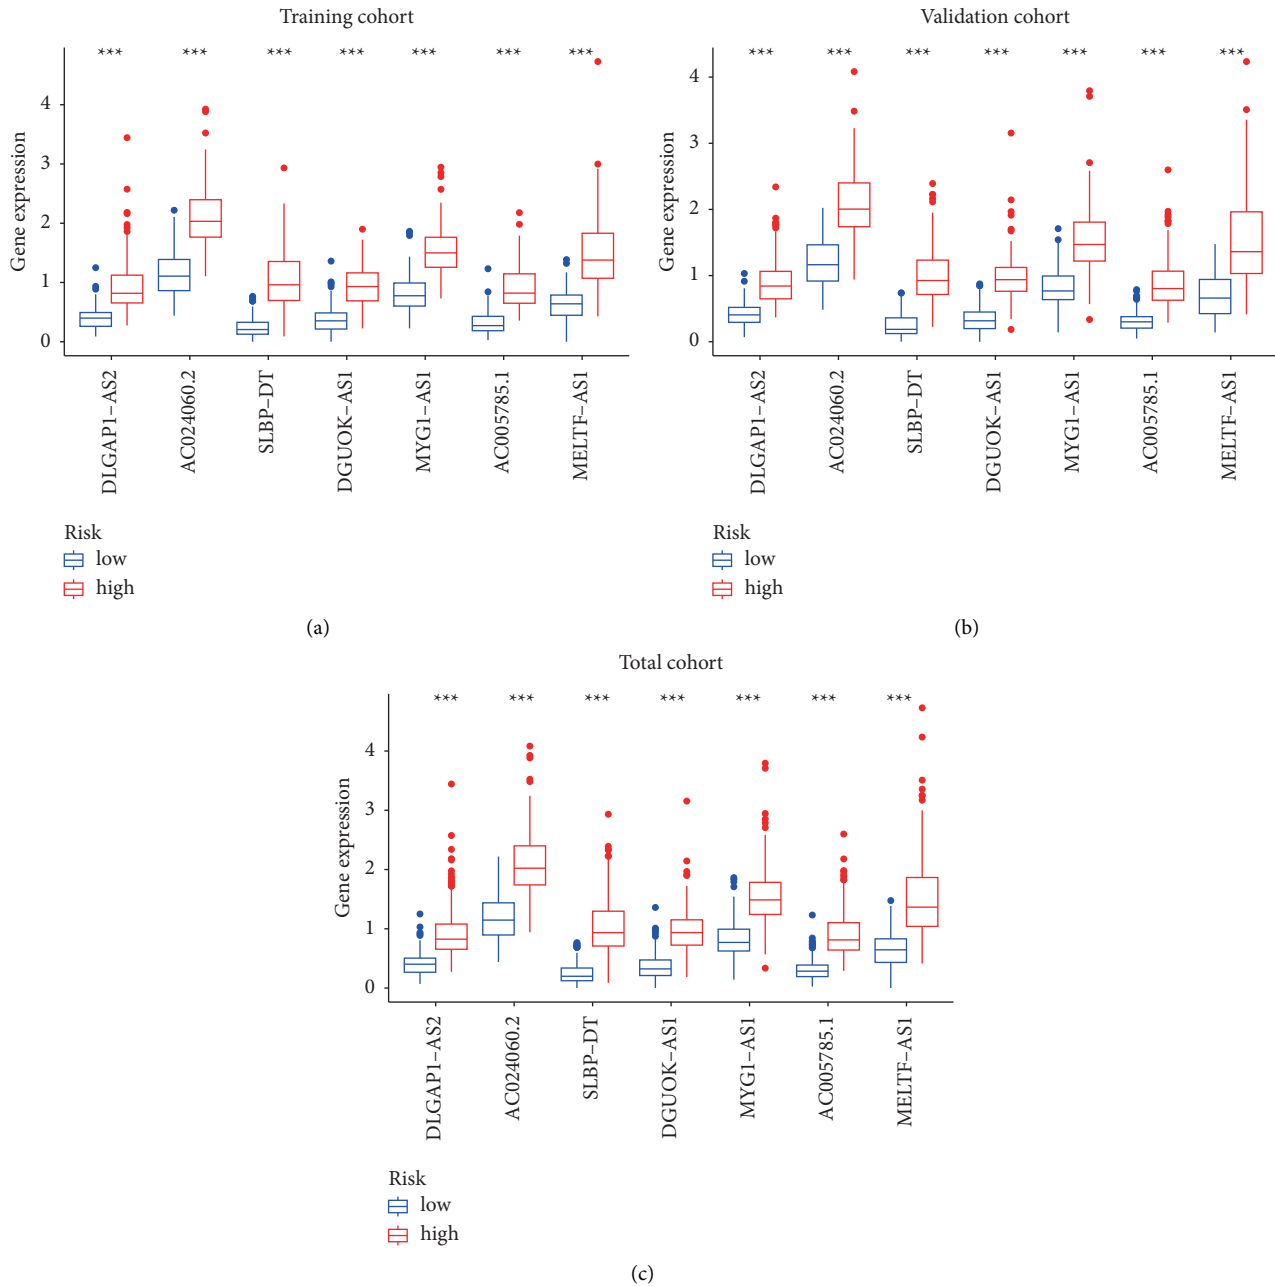 Training cohort
*** *** *** *** *** *** ***
Gene expression
4
3
2
1
0
DLGAP1–AS2
AC024060.2
SLBP–DT
DGUOK–AS1
MYG1–AS1
AC005785.1
MELTF–AS1
Risk
low
high
(a)
Validation cohort
*** *** *** *** *** *** ***
Gene expression
4
3
2
1
0
DLGAP1–AS2
AC024060.2
SLBP–DT
DGUOK–AS1
MYG1–AS1
AC005785.1
MELTF–AS1
Risk
low
high
(b)
Total cohort
*** *** *** *** *** *** ***
Gene expression
4
3
2
1
0
DLGAP1–AS2
AC024060.2
SLBP–DT
DGUOK–AS1
MYG1–AS1
AC005785.1
MELTF–AS1
Risk
low
high
(c)